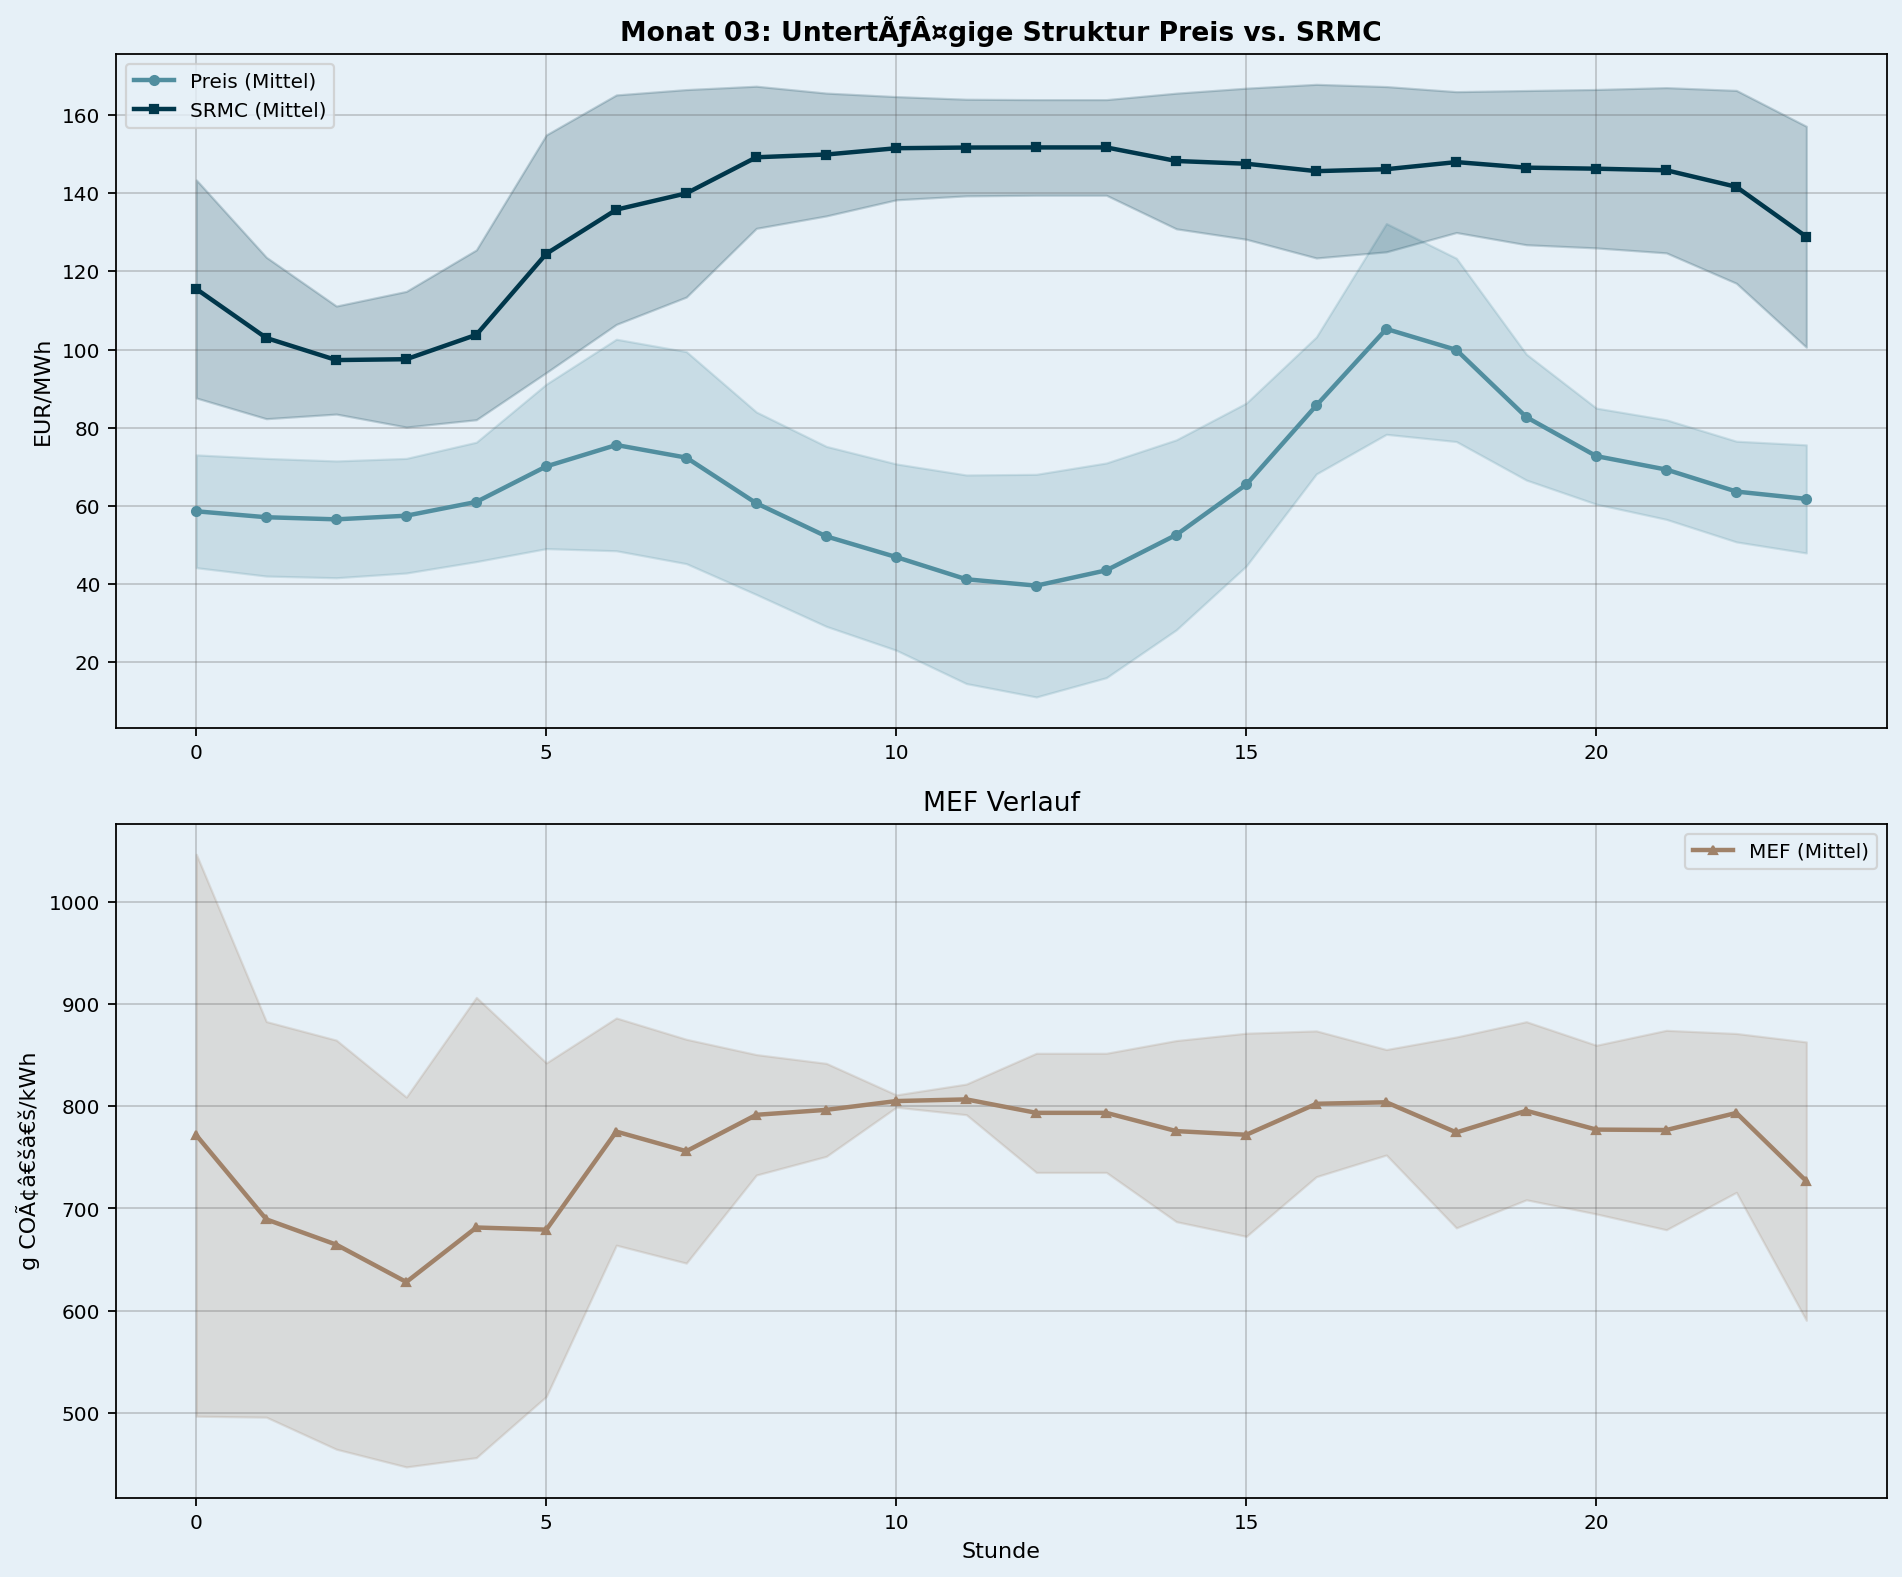 Monat 03: UntertÃƒÂ¤gige Struktur Preis vs. SRMC
Preis (Mittel)
SRMC (Mittel)
EUR/MWh
160
140
120
100
80
60
40
20
0 5 10 15 20
MEF Verlauf
MEF (Mittel)
g COÃ¢â€šâ€š/kWh
1000
900
800
700
600
500
0 5 10 15 20
Stunde